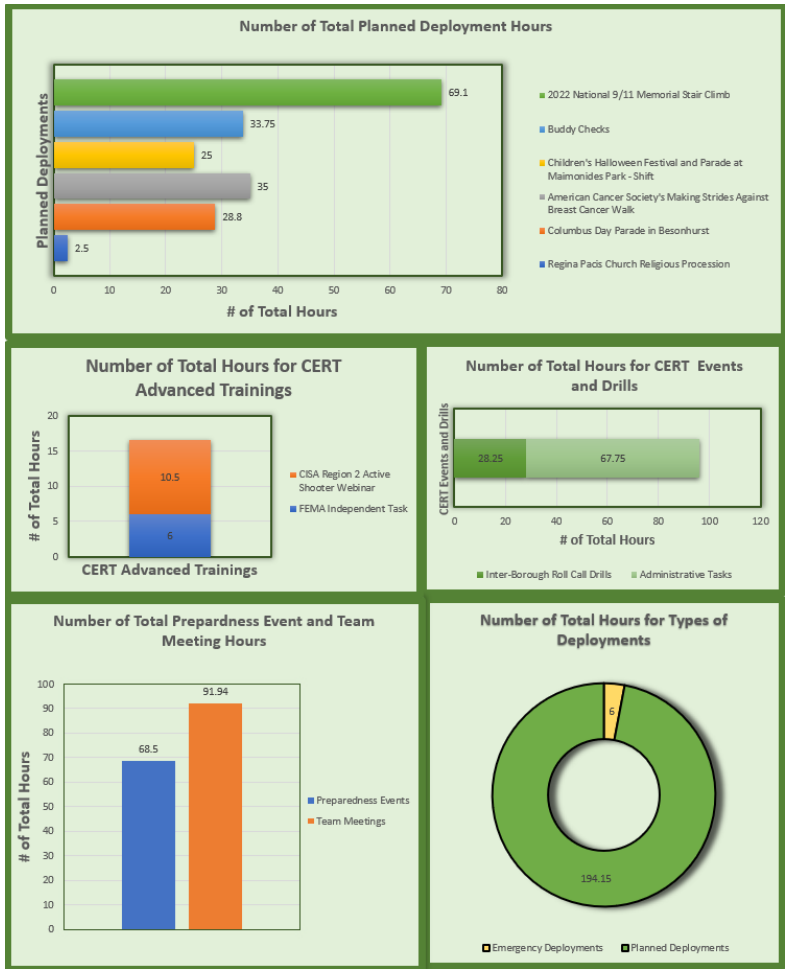 Number of Total Planned Deployment Hours
Planned Deployments
69.1
33.75
25
35
28.8
2.5
0 10 20 30 40 50 60 70 80
# of Total Hours
2022 National 9/11 Memorial Stair Climb
Buddy Checks
Children's Halloween Festival and Parade at
Maimonides Park - Shift
American Cancer Society's Making Strides Against
Breast Cancer Walk
Columbus Day Parade in Besonhurst
Regina Pacis Church Religious Procession
Number of Total Hours for CERT
Advanced Trainings
# of Total Hours
20
15
10
5
0
10.5
6
CERT Advanced Trainings
CISA Region 2 Active
Shooter Webinar
FEMA Independent Task
Number of Total Hours for CERT Events
and Drills
CERT Events and Drills
28.25 67.75
0 20 40 60 80 100 120
# of Total Hours
Inter-Borough Roll Call Drills Administrative Tasks
Number of Total Prepardness Event and Team
Meeting Hours
# of Total Hours
100
90
80
70
60
50
40
30
20
10
0
68.5
91.94
Preparedness Events
Team Meetings
Number of Total Hours for Types of
Deployments
6
194.15
Emergency Deployments Planned Deployments